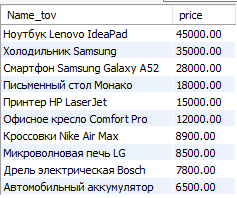 Name_tov price
Ноутбук Lenovo IdeaPad 45000.00
Холодильник Samsung 35000.00
Смартфон Samsung Galaxy A52 28000.00
Письменный стол Монако 18000.00
Принтер HP LaserJet 15000.00
Офисное кресло Comfort Pro 12000.00
Кроссовки Nike Air Max 8900.00
Микроволновая печь LG 8500.00
Дрель электрическая Bosch 7800.00
Автомобильный аккумулятор 6500.00